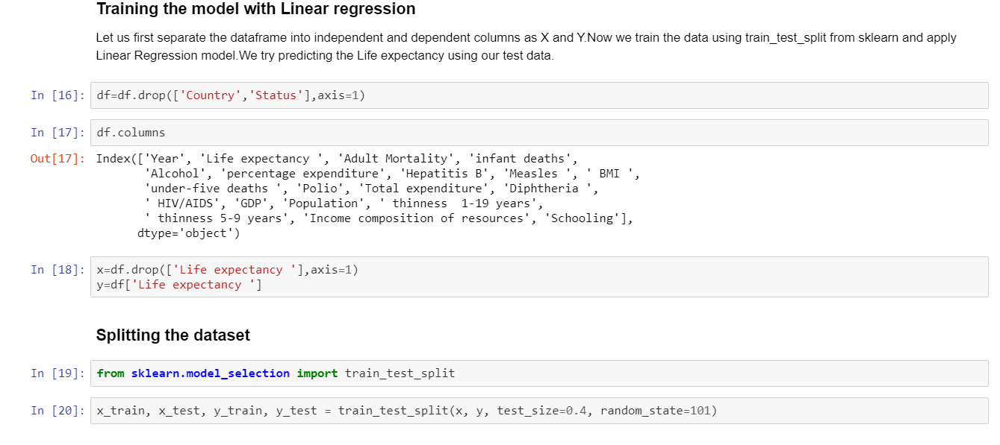 Training the model with Linear regression
Let us first separate the dataframe into independent and dependent columns as X and Y.Now we train the data using train_test_split from sklearn and apply
Linear Regression model.We try predicting the Life expectancy using our test data.
In [16]: df=df.drop(['Country','Status'],axis=1)
In [17]: df.columns
Out[17]: Index(['Year', 'Life expectancy ', 'Adult Mortality', 'infant deaths',
'Alcohol', 'percentage expenditure', 'Hepatitis B', 'Measles ', ' BMI ',
'under-five deaths ', 'Polio', 'Total expenditure', 'Diphtheria ',
' HIV/AIDS', 'GDP', 'Population', ' thinness  1-19 years',
' thinness 5-9 years', 'Income composition of resources', 'Schooling'],
dtype='object')
In [18]: x=df.drop(['Life expectancy '],axis=1)
y=df['Life expectancy ']
Splitting the dataset
In [19]: from sklearn.model_selection import train_test_split
In [20]: x_train, x_test, y_train, y_test = train_test_split(x, y, test_size=0.4, random_state=101)